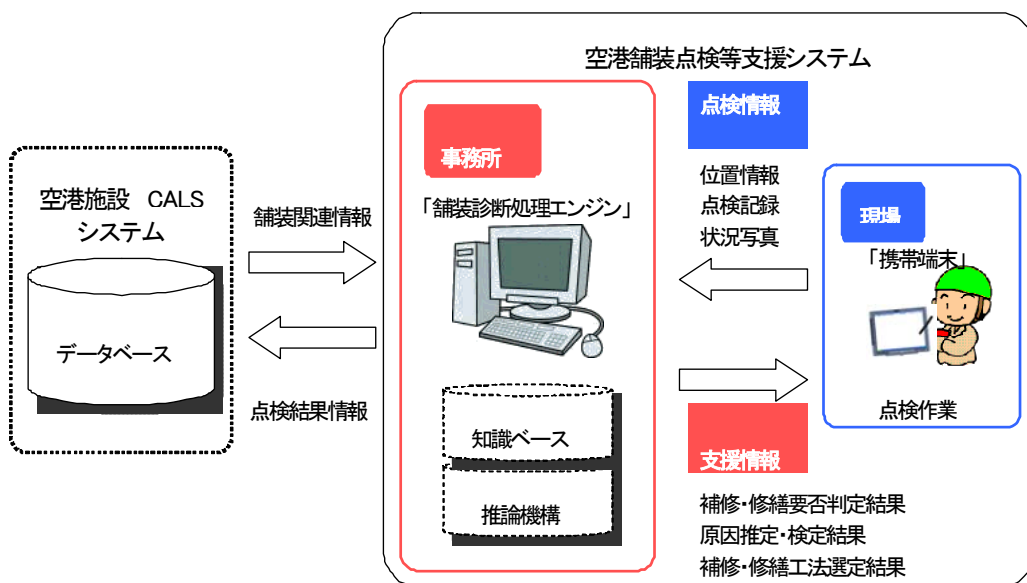 空港舗装点検等支援システム
空港施設 CALS
システム
データベース
舗装関連情報
点検結果情報
事務所
「舗装診断処理エンジン」
知識ベース
推論機構
点検情報
位置情報
点検記録
状況写真
現場
「携帯端末」
点検作業
支援情報
補修・修繕要否判定結果
原因推定・検定結果
補修・修繕工法選定結果